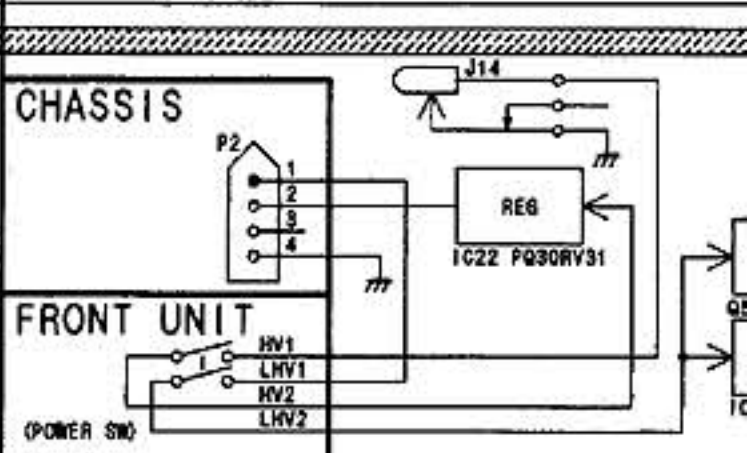 J14
CHASSIS
P2
1
2
3
4
REG
IC22 PQ30RV31
FRONT UNIT
HV1
LHV1
HV2
LHV2
(POWER SW)